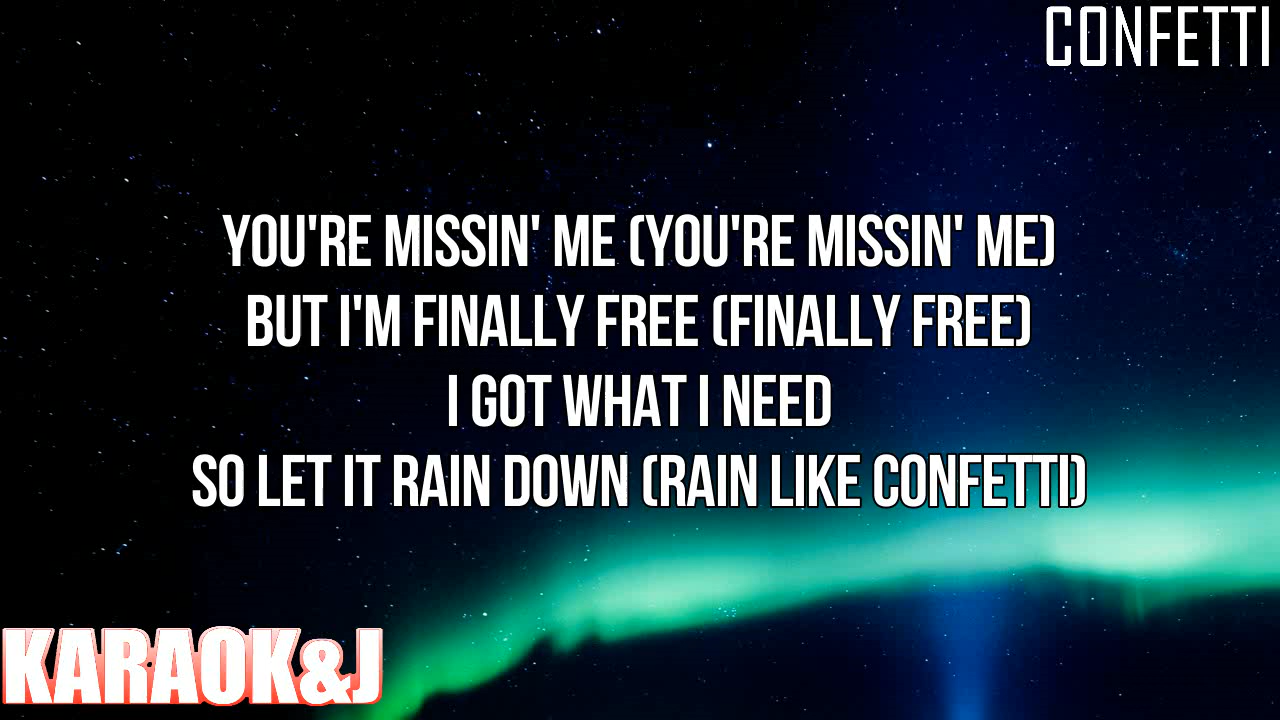 CONFETTI
YOU'RE MISSIN' ME (YOU'RE MISSIN' ME)
BUT I'M FINALLY FREE (FINALLY FREE)
I GOT WHAT I NEED
SO LET IT RAIN DOWN (RAIN LIKE CONFETTI)
KARAOK&J